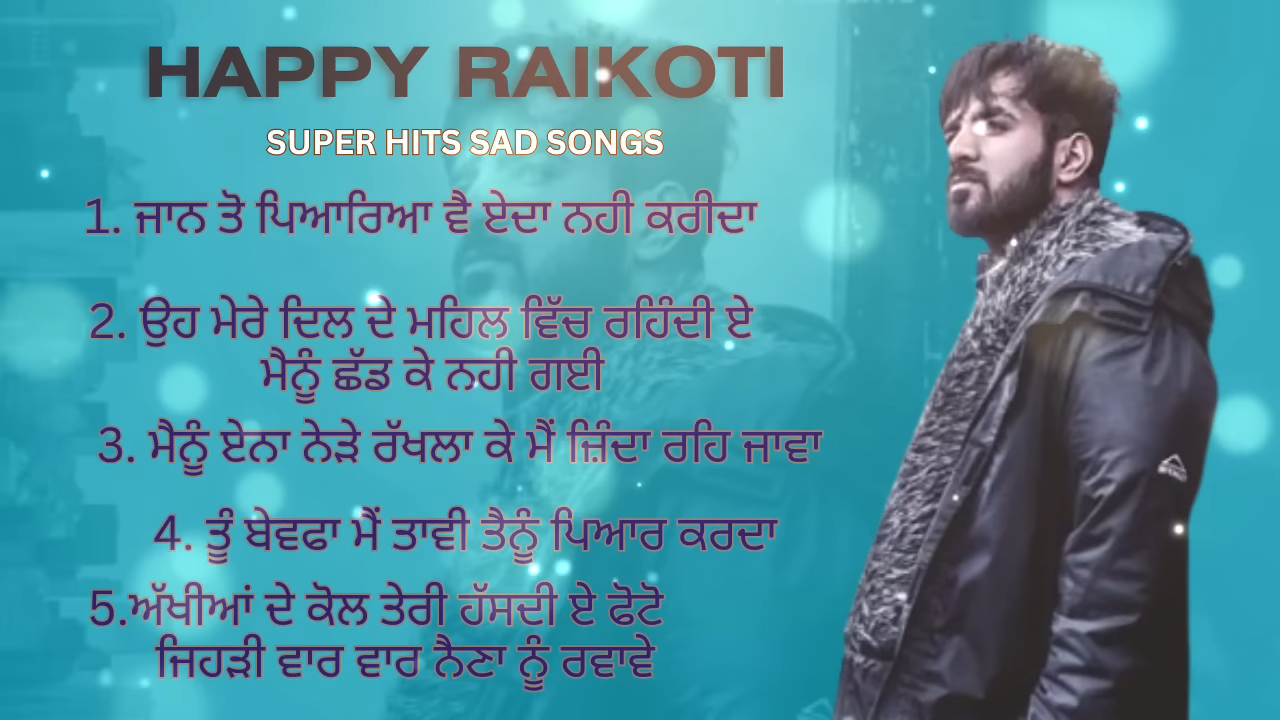 HAPPY RAIKOTI
SUPER HITS SAD SONGS
1. ਜਾਨ ਤੋ ਪਿਆਰਿਆ ਵੈ ਏਦਾ ਨਹੀ ਕਰੀਦਾ
2. ਉਹ ਮੇਰੇ ਦਿਲ ਦੇ ਮਹਿਲ ਵਿੱਚ ਰਹਿੰਦੀ ਏ
ਮੈਨੂੰ ਛੱਡ ਕੇ ਨਹੀ ਗਈ
3. ਮੈਨੂੰ ਏਨਾ ਨੇੜੇ ਰੱਖਲਾ ਕੇ ਮੈਂ ਜ਼ਿੰਦਾ ਰਹਿ ਜਾਵਾ
4. ਤੂੰ ਬੇਵਫਾ ਮੈਂ ਤਾਵੀ ਤੈਨੂੰ ਪਿਆਰ ਕਰਦਾ
5.ਅੱਖੀਆਂ ਦੇ ਕੋਲ ਤੇਰੀ ਹੱਸਦੀ ਏ ਫੋਟੋ
ਜਿਹੜੀ ਵਾਰ ਵਾਰ ਨੈਣਾ ਨੂੰ ਰਵਾਵੇ